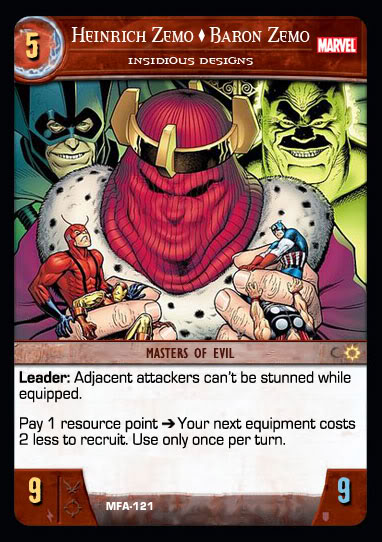 5
Heinrich Zemo ♦ Baron Zemo
INSIDIOUS DESIGNS
MARVEL
MASTERS OF EVIL
C
Leader: Adjacent attackers can't be stunned while
equipped.
Pay 1 resource point ➔ Your next equipment costs
2 less to recruit. Use only once per turn.
9
MFA-121
9